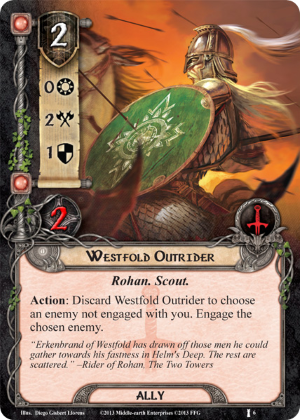 2
0
2
1
2
Westfold Outrider
Rohan. Scout.
Action: Discard Westfold Outrider to choose
an enemy not engaged with you. Engage the
chosen enemy.
“Erkenbrand of Westfold has drawn off those men he could
gather towards his fastness in Helm's Deep. The rest are
scattered.” –Rider of Rohan. The Two Towers
ALLY
Illus. Diego Gisbert Llorens ©2013 Middle-earth Enterprises ©2013 FFG 6